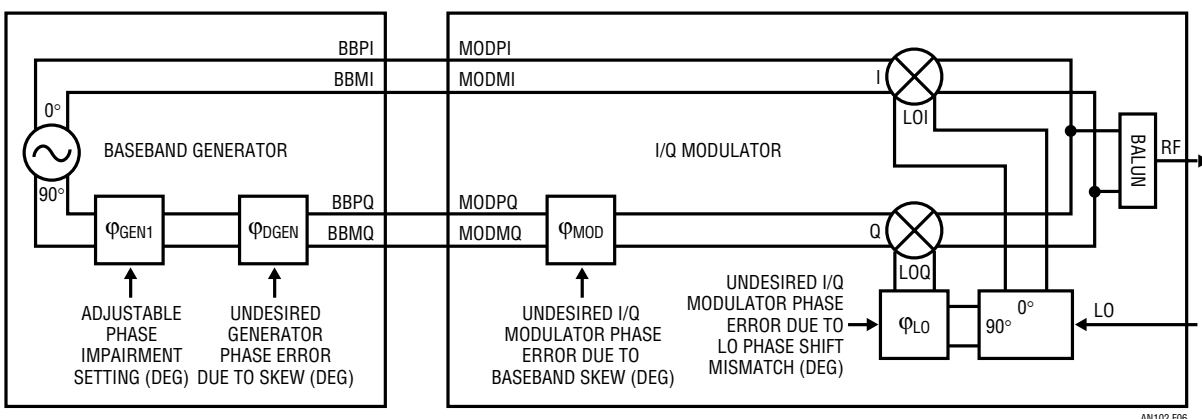 BBPI
BBMI
MODPI
MODMI
I
LOI
0°
BASEBAND GENERATOR
I/Q MODULATOR
BALUN
RF
90°
φGEN1
φDGEN
BBPQ
BBMQ
MODPQ
MODMQ
φMOD
Q
LOQ
φLO
90°
0°
LO
ADJUSTABLE
PHASE
IMPAIRMENT
SETTING (DEG)
UNDESIRED
GENERATOR
PHASE ERROR
DUE TO SKEW (DEG)
UNDESIRED I/Q
MODULATOR PHASE
ERROR DUE TO
BASEBAND SKEW (DEG)
UNDESIRED I/Q
MODULATOR PHASE
ERROR DUE TO
LO PHASE SHIFT
MISMATCH (DEG)
AN102 F06